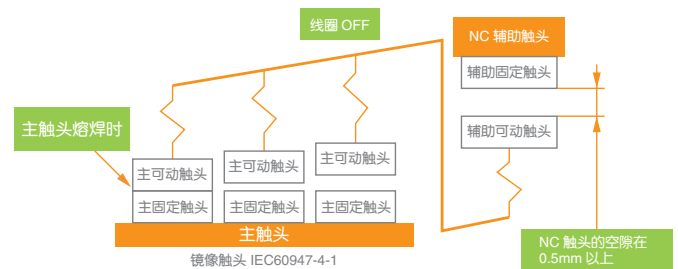 线圈 OFF
NC 辅助触头
辅助固定触头
辅助可动触头
主触头熔焊时
主可动触头
主可动触头
主可动触头
主固定触头
主固定触头
主固定触头
主触头
镜像触头 IEC60947-4-1
NC 触头的空隙在
0.5mm 以上